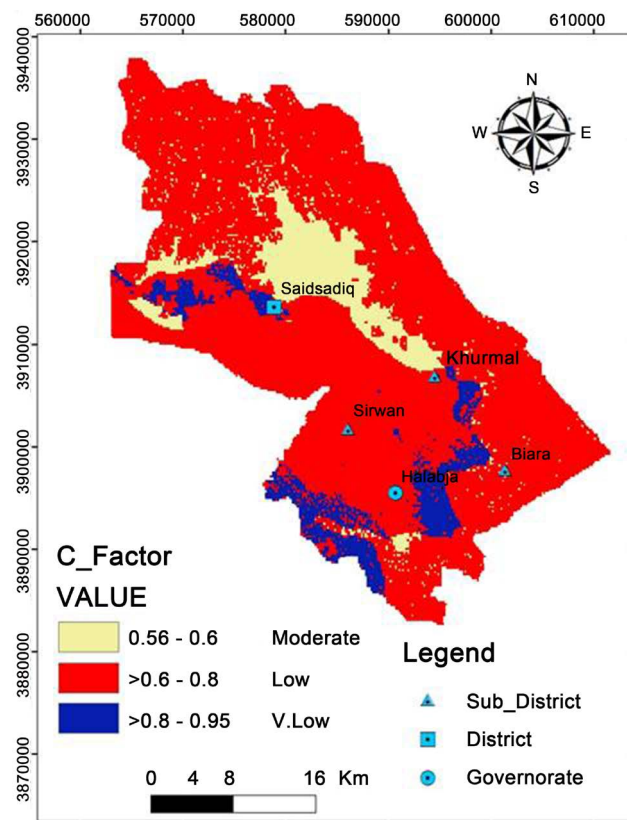 560000 570000 580000 590000 6000000 6100000
3940000
3930000
3920000
3910000
3900000
3890000
3880000
3870000
N
W E
S
Saidsadiq
Khurmal
Sirwan
Biara
Halabja
C_Factor
VALUE
0.56 - 0.6 Moderate
>0.6 - 0.8 Low
>0.8 - 0.95 V.Low
0 4 8 16 Km
Legend
Sub_District
District
Governorate